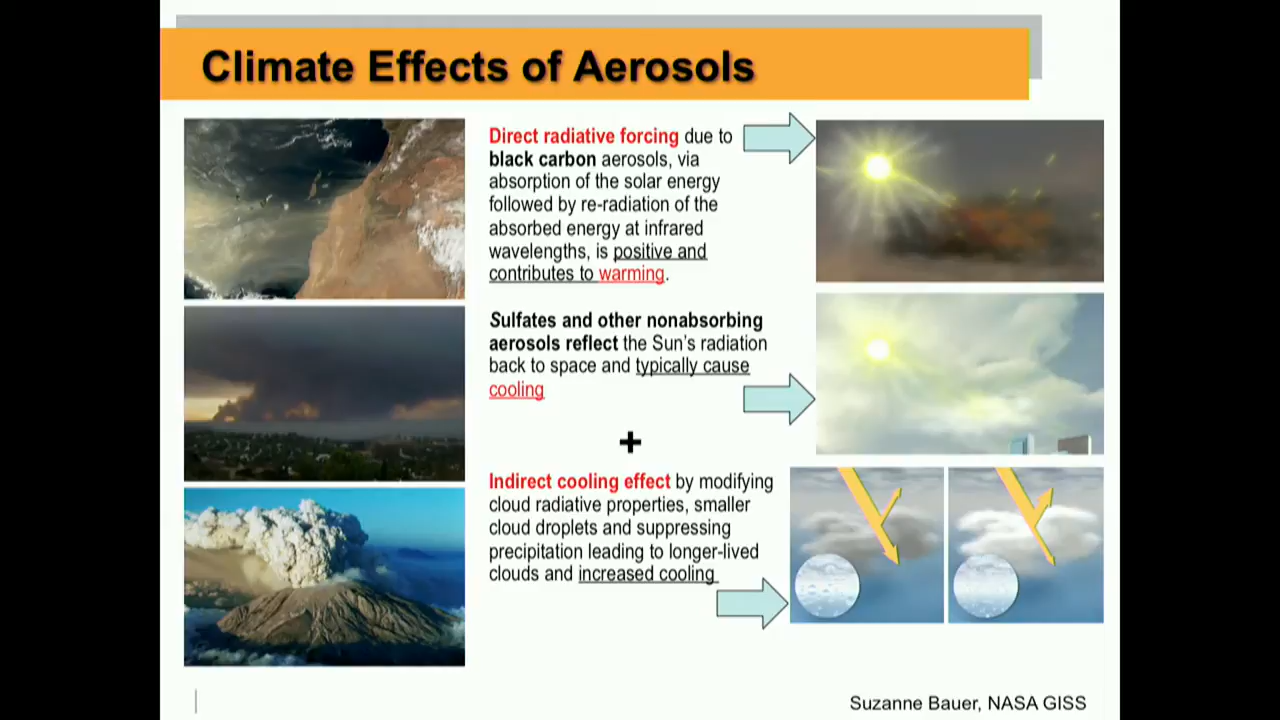 Climate Effects of Aerosols
Direct radiative forcing due to
black carbon aerosols, via
absorption of the solar energy
followed by re-radiation of the
absorbed energy at infrared
wavelengths, is positive and
contributes to warming.
Sulfates and other nonabsorbing
aerosols reflect the Sun’s radiation
back to space and typically cause
cooling
+
Indirect cooling effect by modifying
cloud radiative properties, smaller
cloud droplets and suppressing
precipitation leading to longer-lived
clouds and increased cooling
Suzanne Bauer, NASA GISS